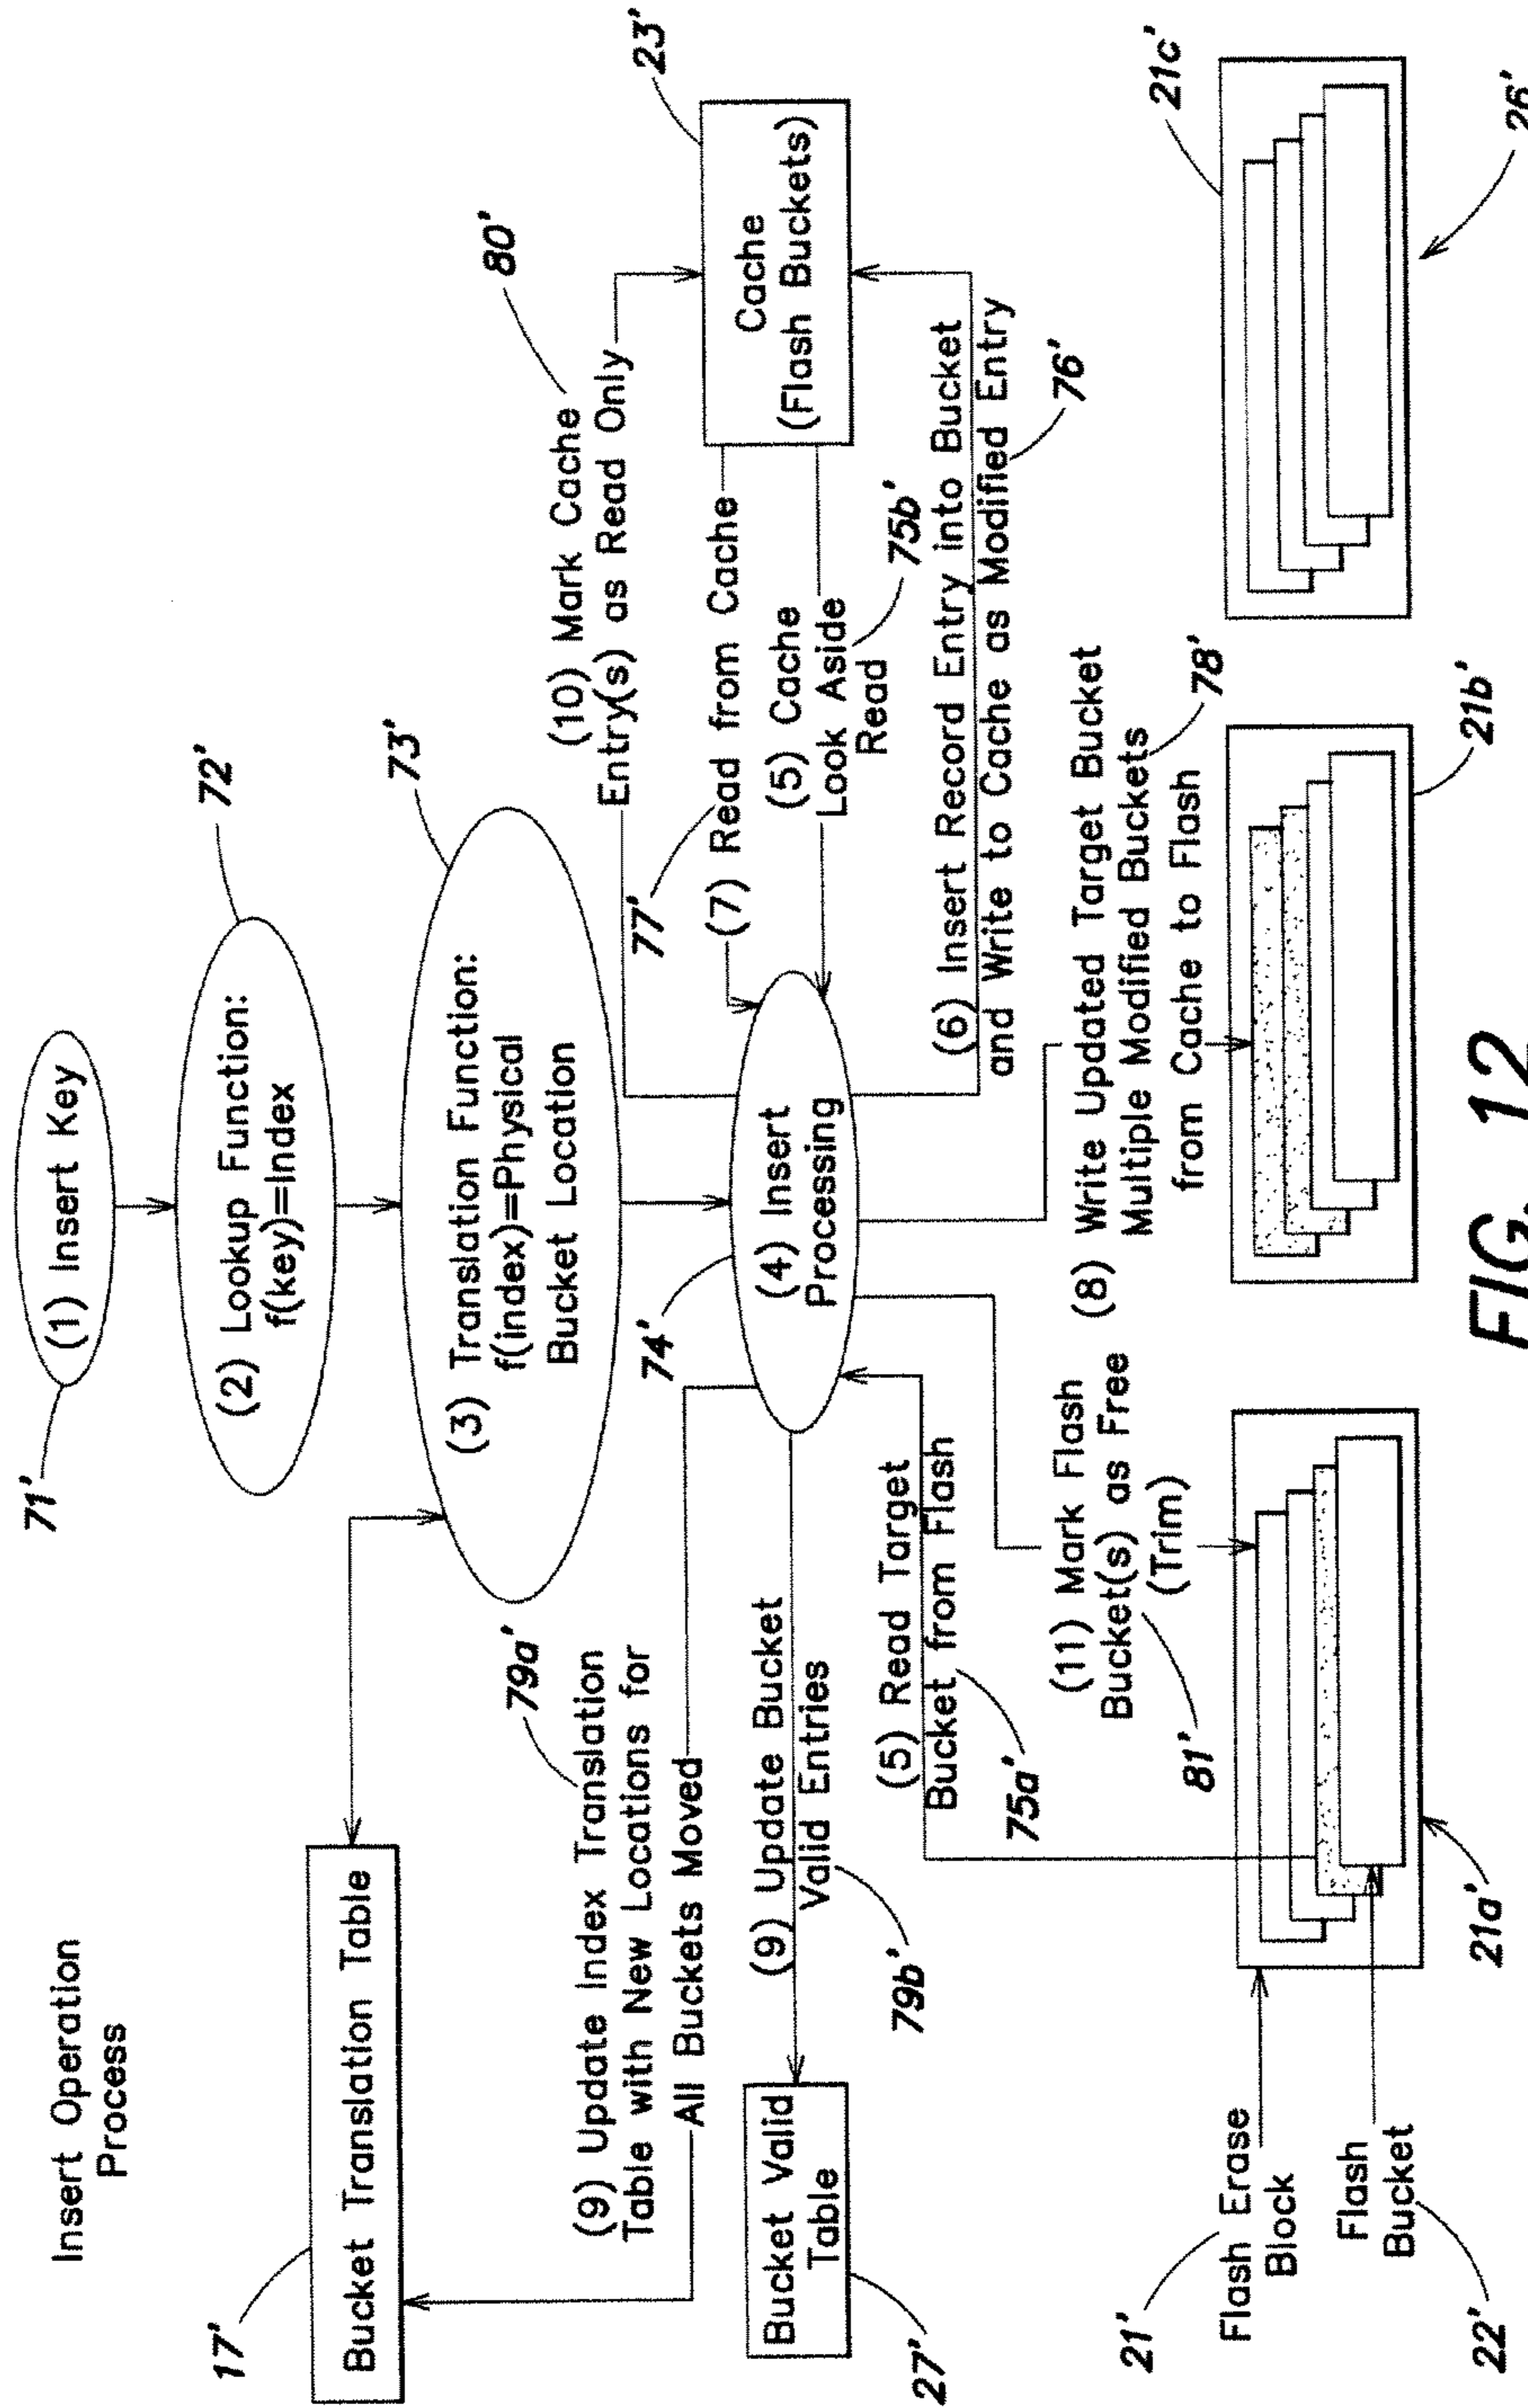 Insert Operation
Process
71'
(1) Insert Key
(2) Lookup Function:
f(key)=Index
72'
17'
Bucket Translation Table
(3) Translation Function:
f(index)=Physical
Bucket Location
73'
79a'
(9) Update Index Translation
Table with New Locations for
All Buckets Moved
74'
(4) Insert
Processing
(10) Mark Cache
Entry(s) as Read Only
80'
77'
(7) Read from Cache
(5) Cache
Look Aside
Read
75b'
Cache
(Flash Buckets)
23'
Bucket Valid
Table
27'
(9) Update Bucket
Valid Entries
79b'
(5) Read Target
Bucket from Flash
75a'
(6) Insert Record Entry into Bucket
and Write to Cache as Modified Entry
76'
(11) Mark Flash
Bucket(s) as Free
(Trim)
81'
(8) Write Updated Target Bucket
Multiple Modified Buckets
from Cache to Flash
78'
21'
Flash Erase
Block
Flash
Bucket
22'
21a'
21b'
21c'
26'
FIG. 12